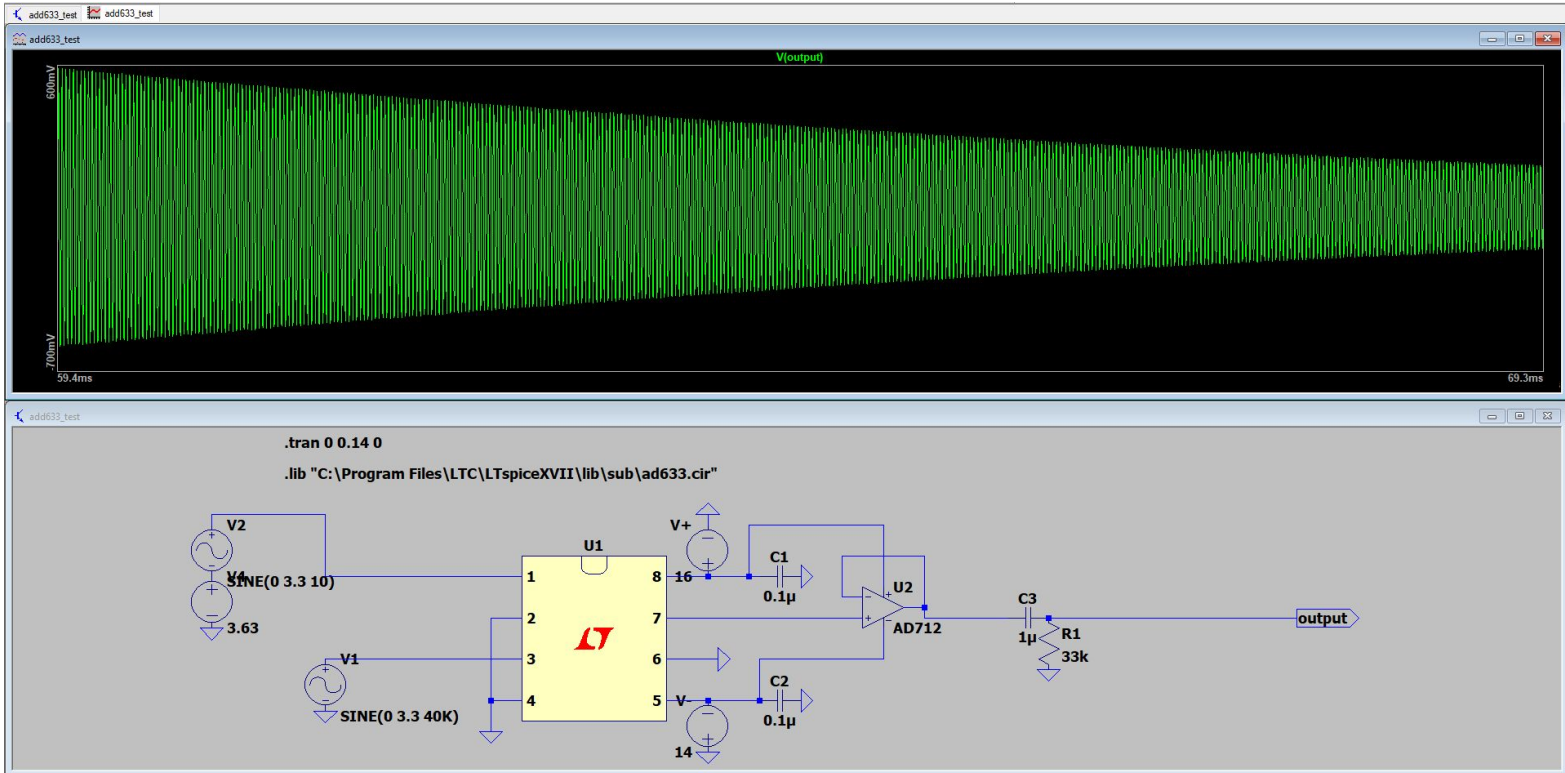 add633_test
add633_test
add633_test
V(output)
600mV
-700mV
59.4ms
69.3ms
add633_test
.tran 0 0.14 0
.lib "C:\Program Files\LTC\LTspiceXVII\lib\sub\ad633.cir"
V2
SINE(0 3.3 10)
V4
3.63
V1
SINE(0 3.3 40K)
U1
1
2
3
4
8
7
6
5
V+
16
C1
0.1µ
V-
14
C2
0.1µ
U2
AD712
C3
1µ
R1
33k
output